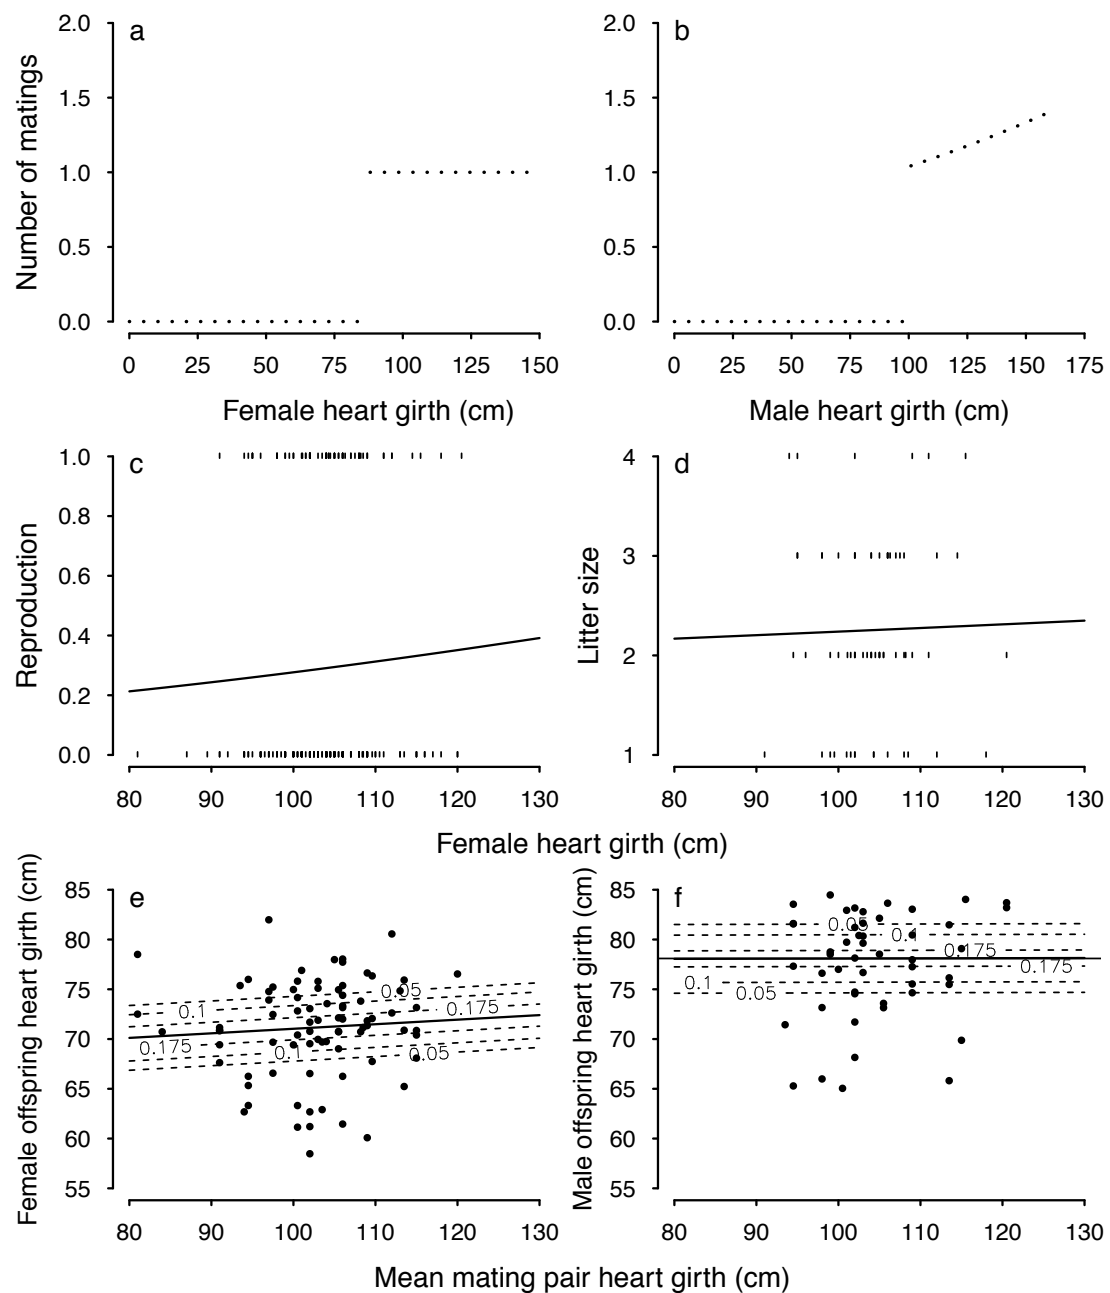 a
2.0
1.5
1.0
0.5
0.0
Number of matings
0 25 50 75 100 125 150
Female heart girth (cm)
b
2.0
1.5
1.0
0.5
0.0
0 25 50 75 100 125 150 175
Male heart girth (cm)
c
1.0
0.8
0.6
0.4
0.2
0.0
Reproduction
80 90 100 110 120 130
d
4
3
2
1
Litter size
80 90 100 110 120 130
Female heart girth (cm)
e
85
80
75
70
65
60
55
Female offspring heart girth (cm)
0.05
0.1
0.175
0.175
0.1
0.05
80 90 100 110 120 130
f
85
80
75
70
65
60
55
Male offspring heart girth (cm)
0.05
0.1
0.175
0.175
0.1
0.05
80 90 100 110 120 130
Mean mating pair heart girth (cm)